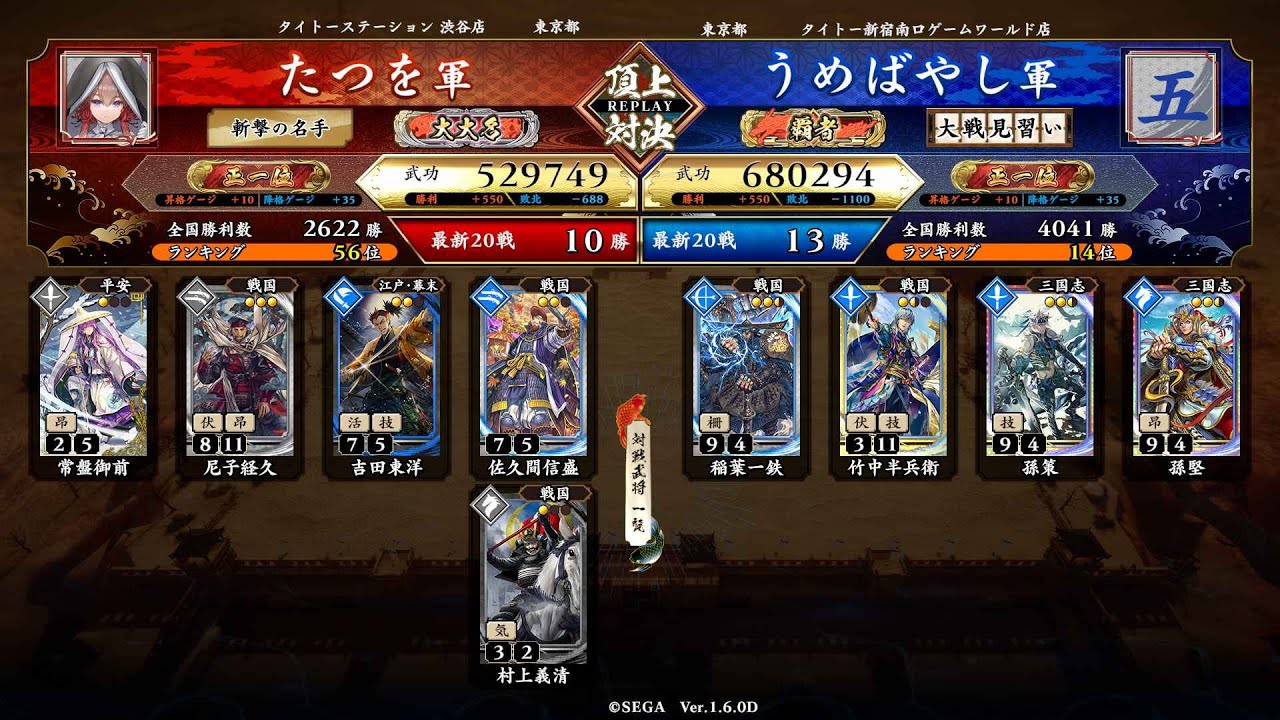 タイトーステーション 渋谷店 東京都
東京都 タイトー新宿南口ゲームワールド店
たつを軍
頂上
REPLAY
対決
うめばやし軍
五
斬撃の名手
大大名
覇者
大戦見習い
正一位
武功 529749
勝利 +550 敗北 -688
武功 680294
勝利 +550 敗北 -1100
正一位
昇格ゲージ +10 降格ゲージ +35
昇格ゲージ +10 降格ゲージ +35
全国勝利数 2622勝
ランキング 56位
最新20戦 10勝
最新20戦 13勝
全国勝利数 4041勝
ランキング 14位
平安
昂
2 5
常盤御前
戦国
伏 昂
8 11
尼子経久
江戸・幕末
活 技
7 5
吉田東洋
戦国
7 5
佐久間信盛
戦国
柵
9 4
稲葉一鉄
戦国
伏 技
3 11
竹中半兵衛
三国志
技
9 4
孫策
三国志
昂
9 4
孫堅
対戦武将一覧
戦国
気
3 2
村上義清
©SEGA Ver.1.6.0D